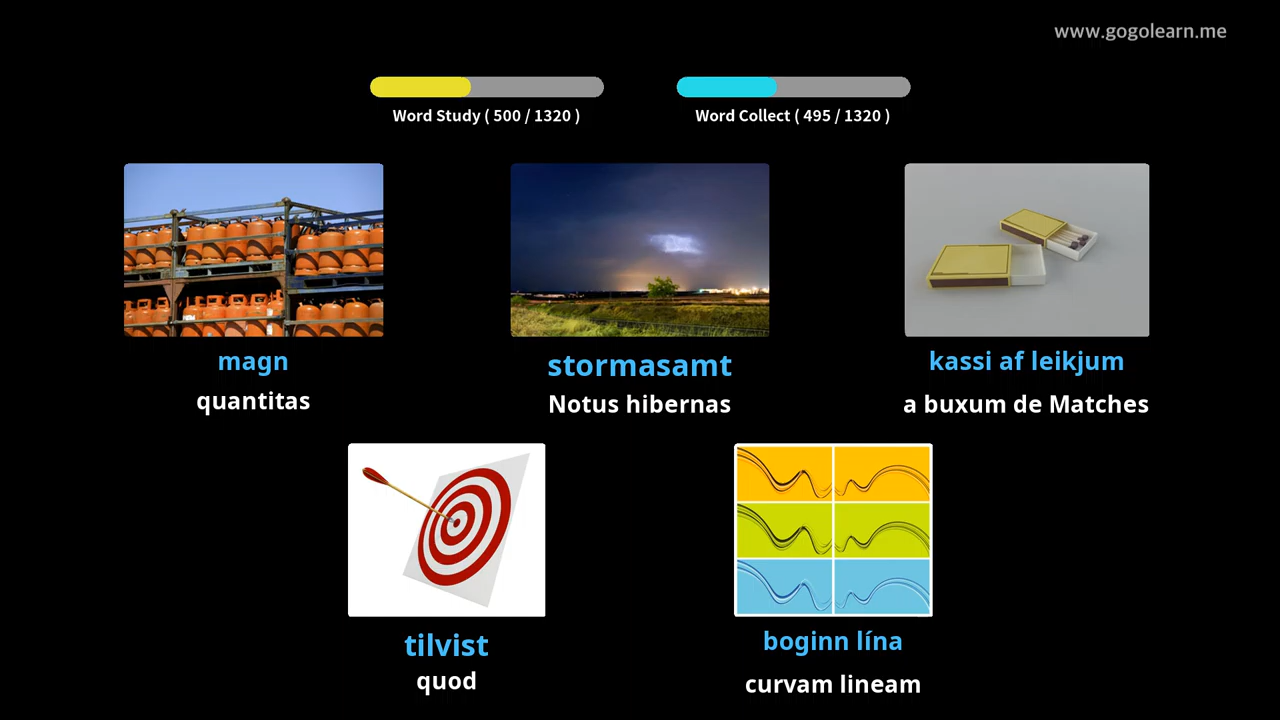 www.gogolearn.me
Word Study ( 500 / 1320 )
Word Collect ( 495 / 1320 )
magn
quantitas
stormasamt
Notus hibernas
kassi af leikjum
a buxum de Matches
tilvist
quod
boginn lína
curvam lineam